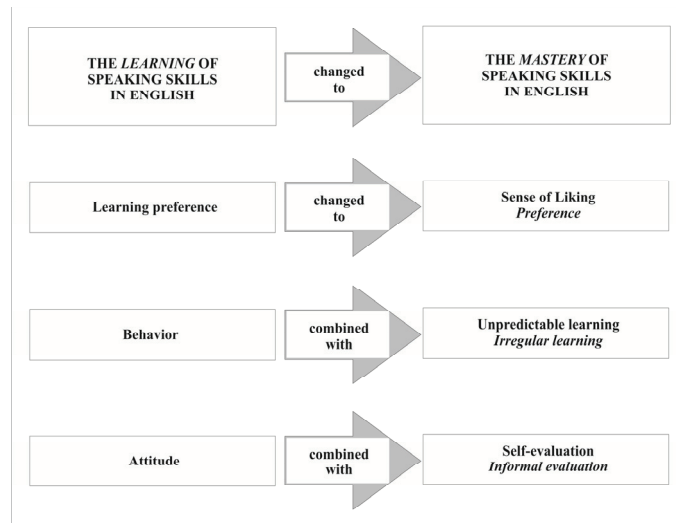 THE LEARNING OF
SPEAKING SKILLS
IN ENGLISH
changed
to
THE MASTERY OF
SPEAKING SKILLS
IN ENGLISH
Learning preference
changed
to
Sense of Liking
Preference
Behavior
combined
with
Unpredictable learning
Irregular learning
Attitude
combined
with
Self-evaluation
Informal evaluation